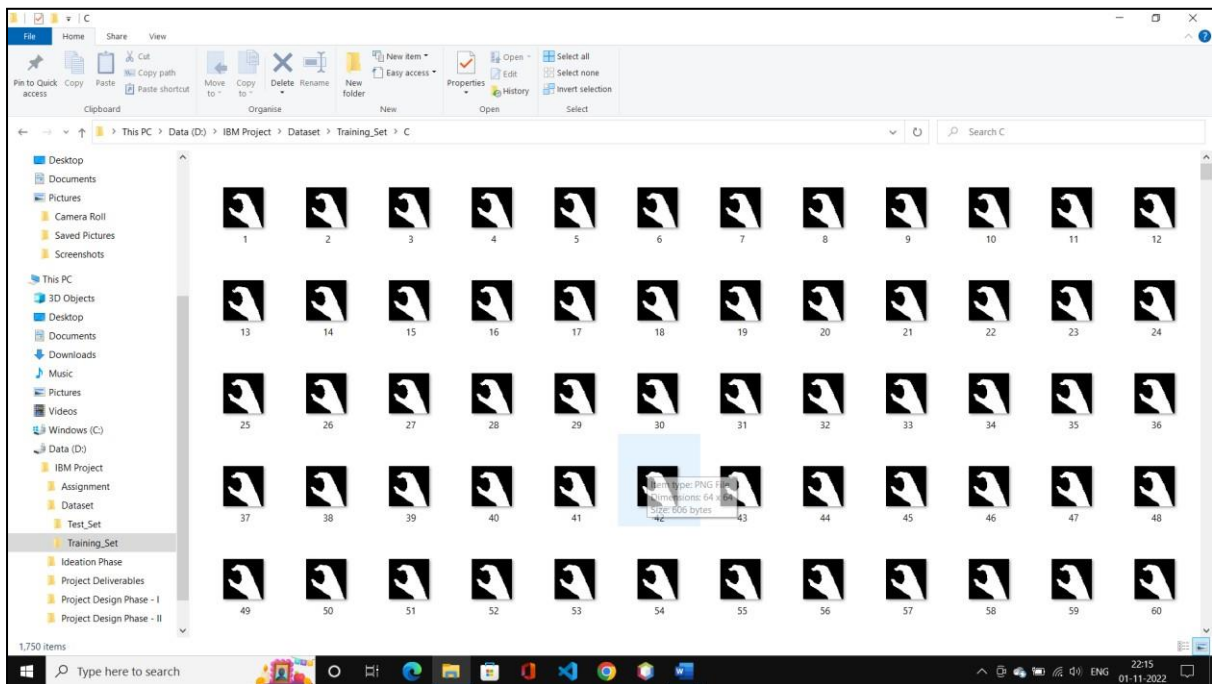 C
File Home Share View
Pin to Quick access
Copy
Paste
Cut
Copy path
Paste shortcut
Clipboard
Move to
Copy to
Delete
Rename
Organise
New folder
New item
Easy access
New
Properties
Open
Edit
History
Open
Select all
Select none
Invert selection
Select
This PC > Data (D:) > IBM Project > Dataset > Training_Set > C
Search C
Desktop
Documents
Pictures
Camera Roll
Saved Pictures
Screenshots
This PC
3D Objects
Desktop
Documents
Downloads
Music
Pictures
Videos
Windows (C:)
Data (D:)
IBM Project
Assignment
Dataset
Test_Set
Training_Set
Ideation Phase
Project Deliverables
Project Design Phase - I
Project Design Phase - II
1 2 3 4 5 6 7 8 9 10 11 12
13 14 15 16 17 18 19 20 21 22 23 24
25 26 27 28 29 30 31 32 33 34 35 36
Item type: PNG File
Dimensions: 64 x 64
Size: 606 bytes
37 38 39 40 41 42 43 44 45 46 47 48
49 50 51 52 53 54 55 56 57 58 59 60
1,750 items
Type here to search
ENG
22:15
01-11-2022